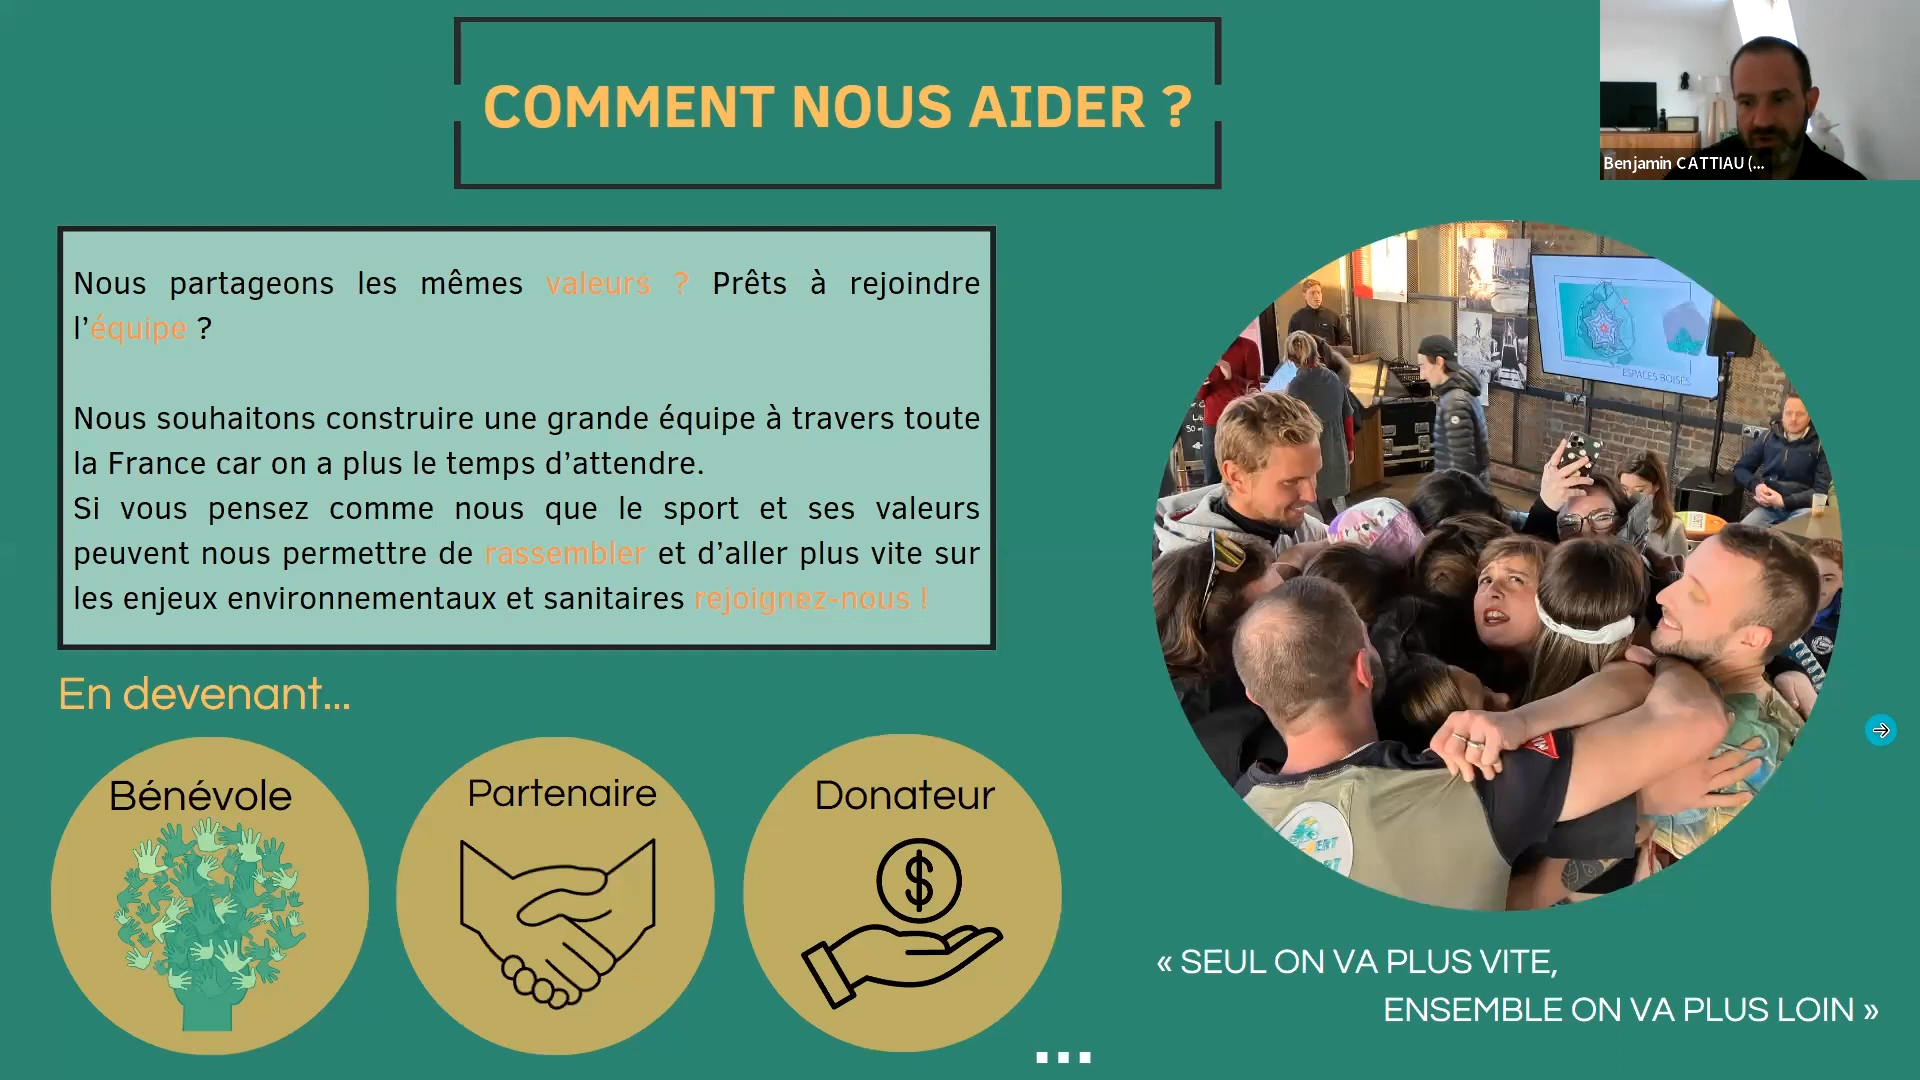 COMMENT NOUS AIDER ?
Benjamin CATTIAU (...
Nous partageons les mêmes valeurs ? Prêts à rejoindre
l'équipe ?
Nous souhaitons construire une grande équipe à travers toute
la France car on a plus le temps d'attendre.
Si vous pensez comme nous que le sport et ses valeurs
peuvent nous permettre de rassembler et d'aller plus vite sur
les enjeux environnementaux et sanitaires rejoignez-nous !
ESPACES BOISÉS
En devenant...
Bénévole
Partenaire
Donateur
$
« SEUL ON VA PLUS VITE,
ENSEMBLE ON VA PLUS LOIN »